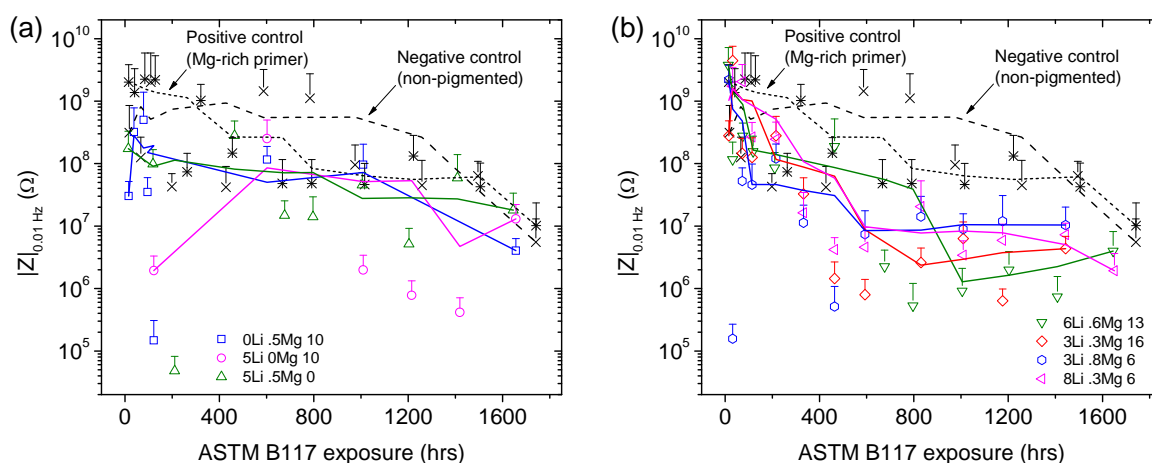 (a)
10^10
10^9
10^8
10^7
10^6
10^5
|Z|0.01 Hz (Ω)
Positive control
(Mg-rich primer)
Negative control
(non-pigmented)
0Li .5Mg 10
5Li 0Mg 10
5Li .5Mg 0
0 400 800 1200 1600
ASTM B117 exposure (hrs)
(b)
10^10
10^9
10^8
10^7
10^6
10^5
|Z|0.01 Hz (Ω)
Positive control
(Mg-rich primer)
Negative control
(non-pigmented)
6Li .6Mg 13
3Li .3Mg 16
3Li .8Mg 6
8Li .3Mg 6
0 400 800 1200 1600
ASTM B117 exposure (hrs)